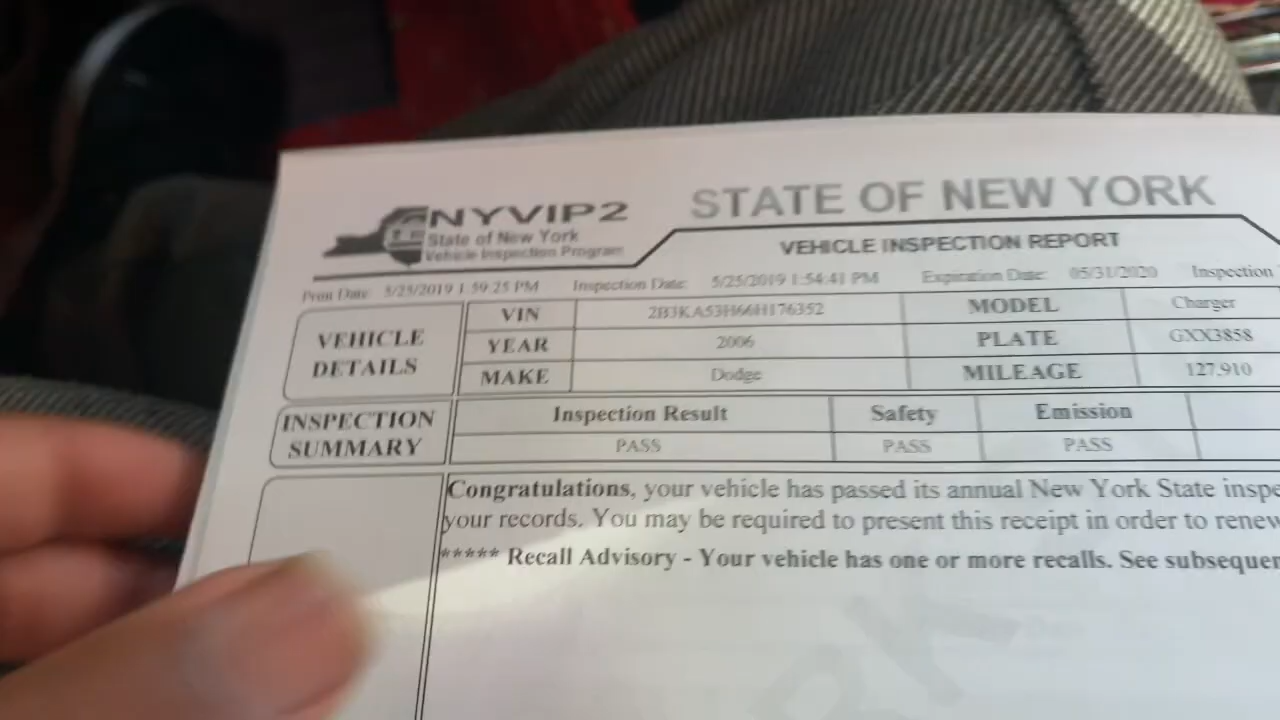 NYVIP2
State of New York
Vehicle Inspection Program
STATE OF NEW YORK
VEHICLE INSPECTION REPORT
Print Date: 5/25/2019 1:59:25 PM Inspection Date: 5/25/2019 1:54:41 PM Expiration Date: 05/31/2020 Inspection
VEHICLE DETAILS
VIN 2B3KA53H66H176352 MODEL Charger
YEAR 2006 PLATE GXX3858
MAKE Dodge MILEAGE 127,910
INSPECTION SUMMARY
Inspection Result Safety Emission
PASS PASS PASS
Congratulations, your vehicle has passed its annual New York State inspe
your records. You may be required to present this receipt in order to renew
***** Recall Advisory - Your vehicle has one or more recalls. See subsequen